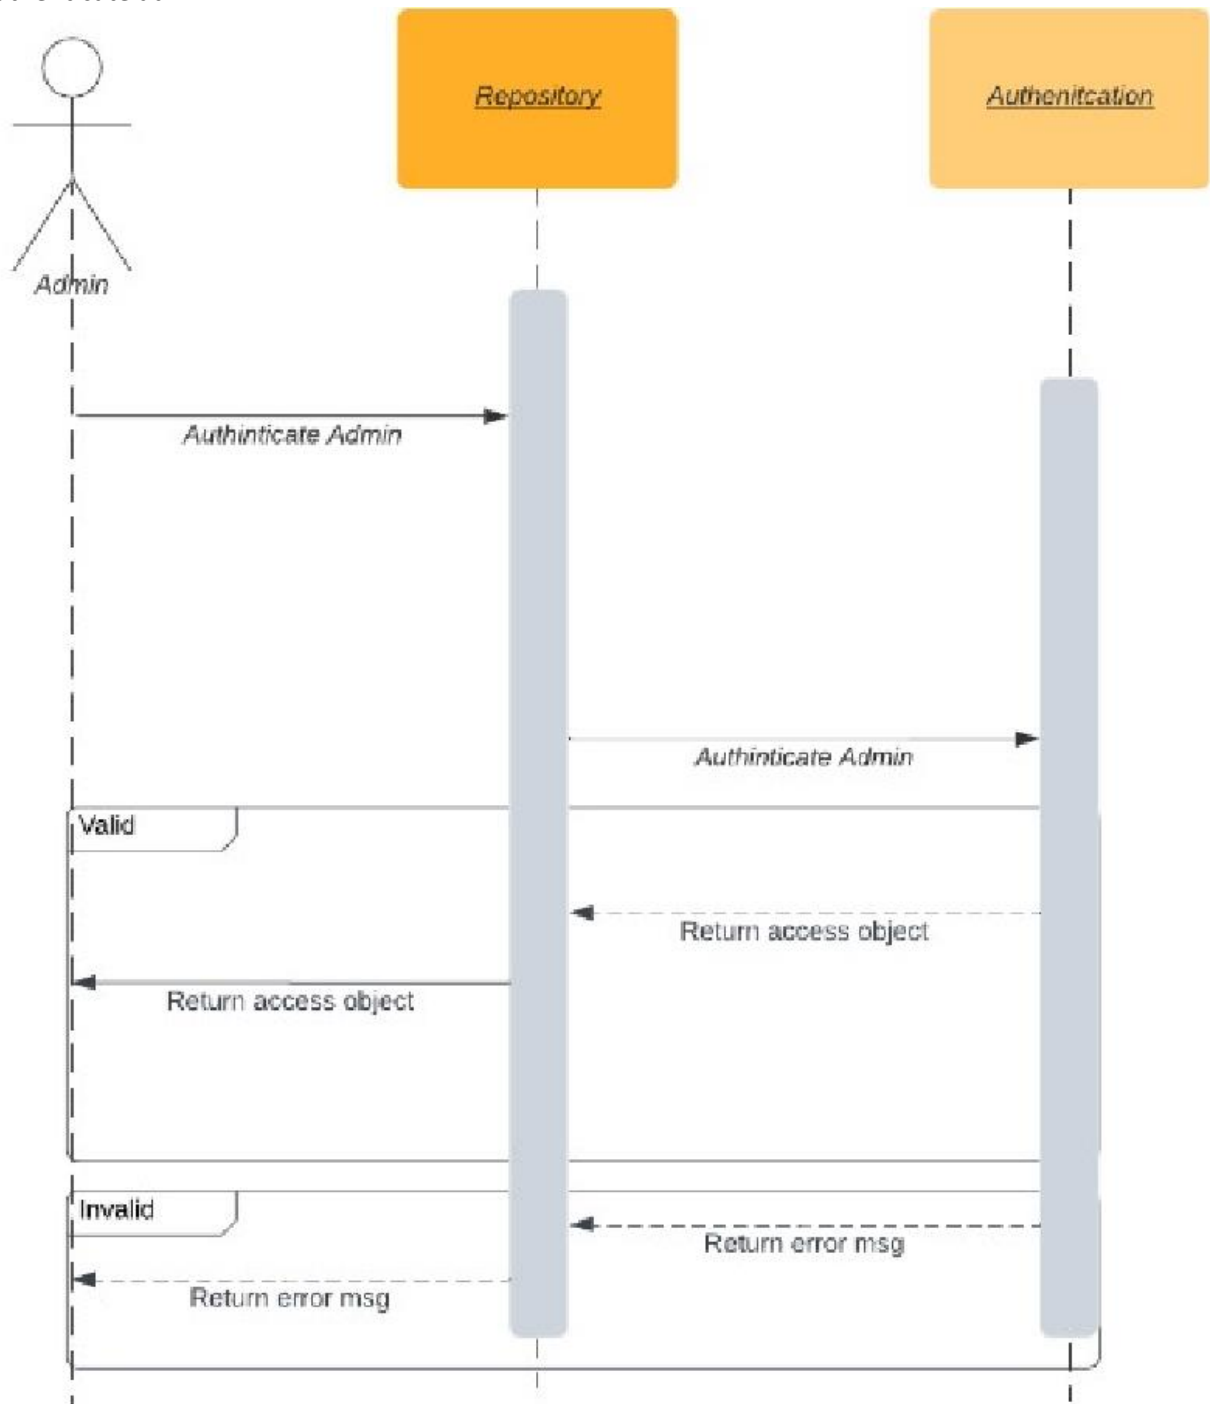 Repository
Authenitcation
Admin
Authinticate Admin
Authinticate Admin
Valid
Return access object
Return access object
Invalid
Return error msg
Return error msg